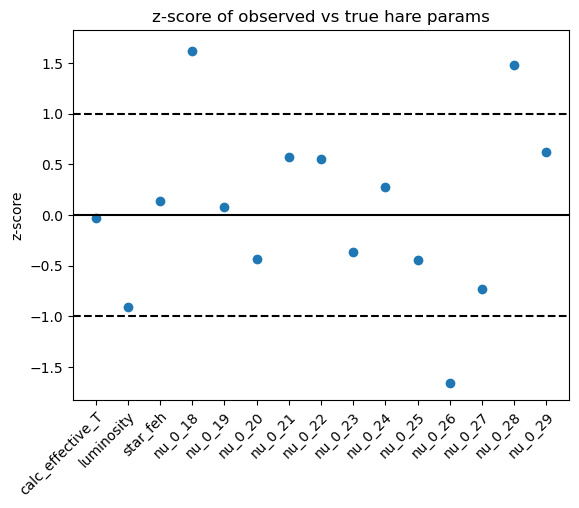 z-score of observed vs true hare params
z-score
1.5
1.0
0.5
0.0
−0.5
−1.0
−1.5
calc_effective_T
luminosity
star_feh
nu_0_18
nu_0_19
nu_0_20
nu_0_21
nu_0_22
nu_0_23
nu_0_24
nu_0_25
nu_0_26
nu_0_27
nu_0_28
nu_0_29